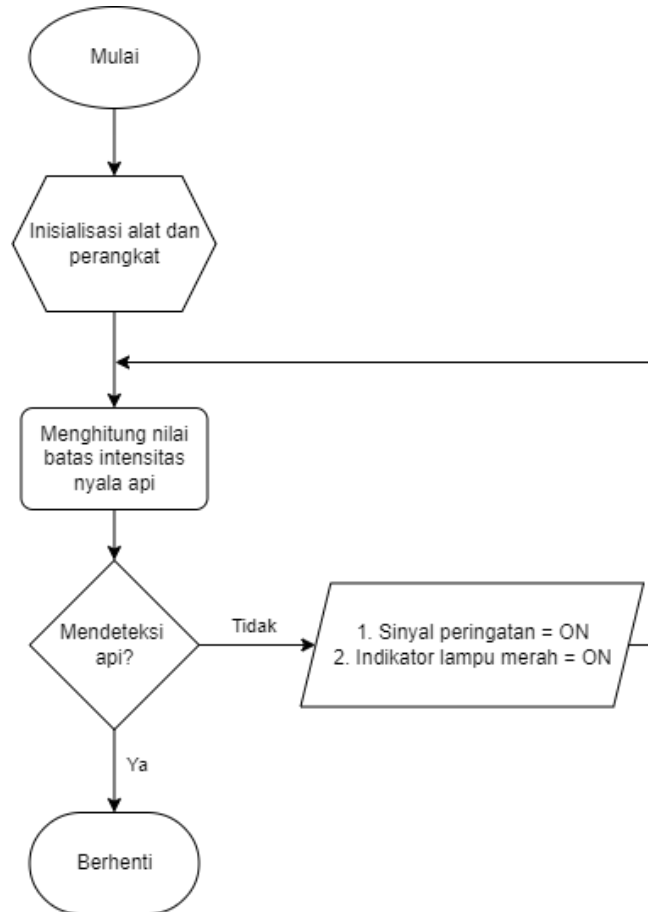 Mulai
Inisialisasi alat dan
perangkat
Menghitung nilai
batas intensitas
nyala api
Mendeteksi
api?
Tidak
1. Sinyal peringatan = ON
2. Indikator lampu merah = ON
Ya
Berhenti